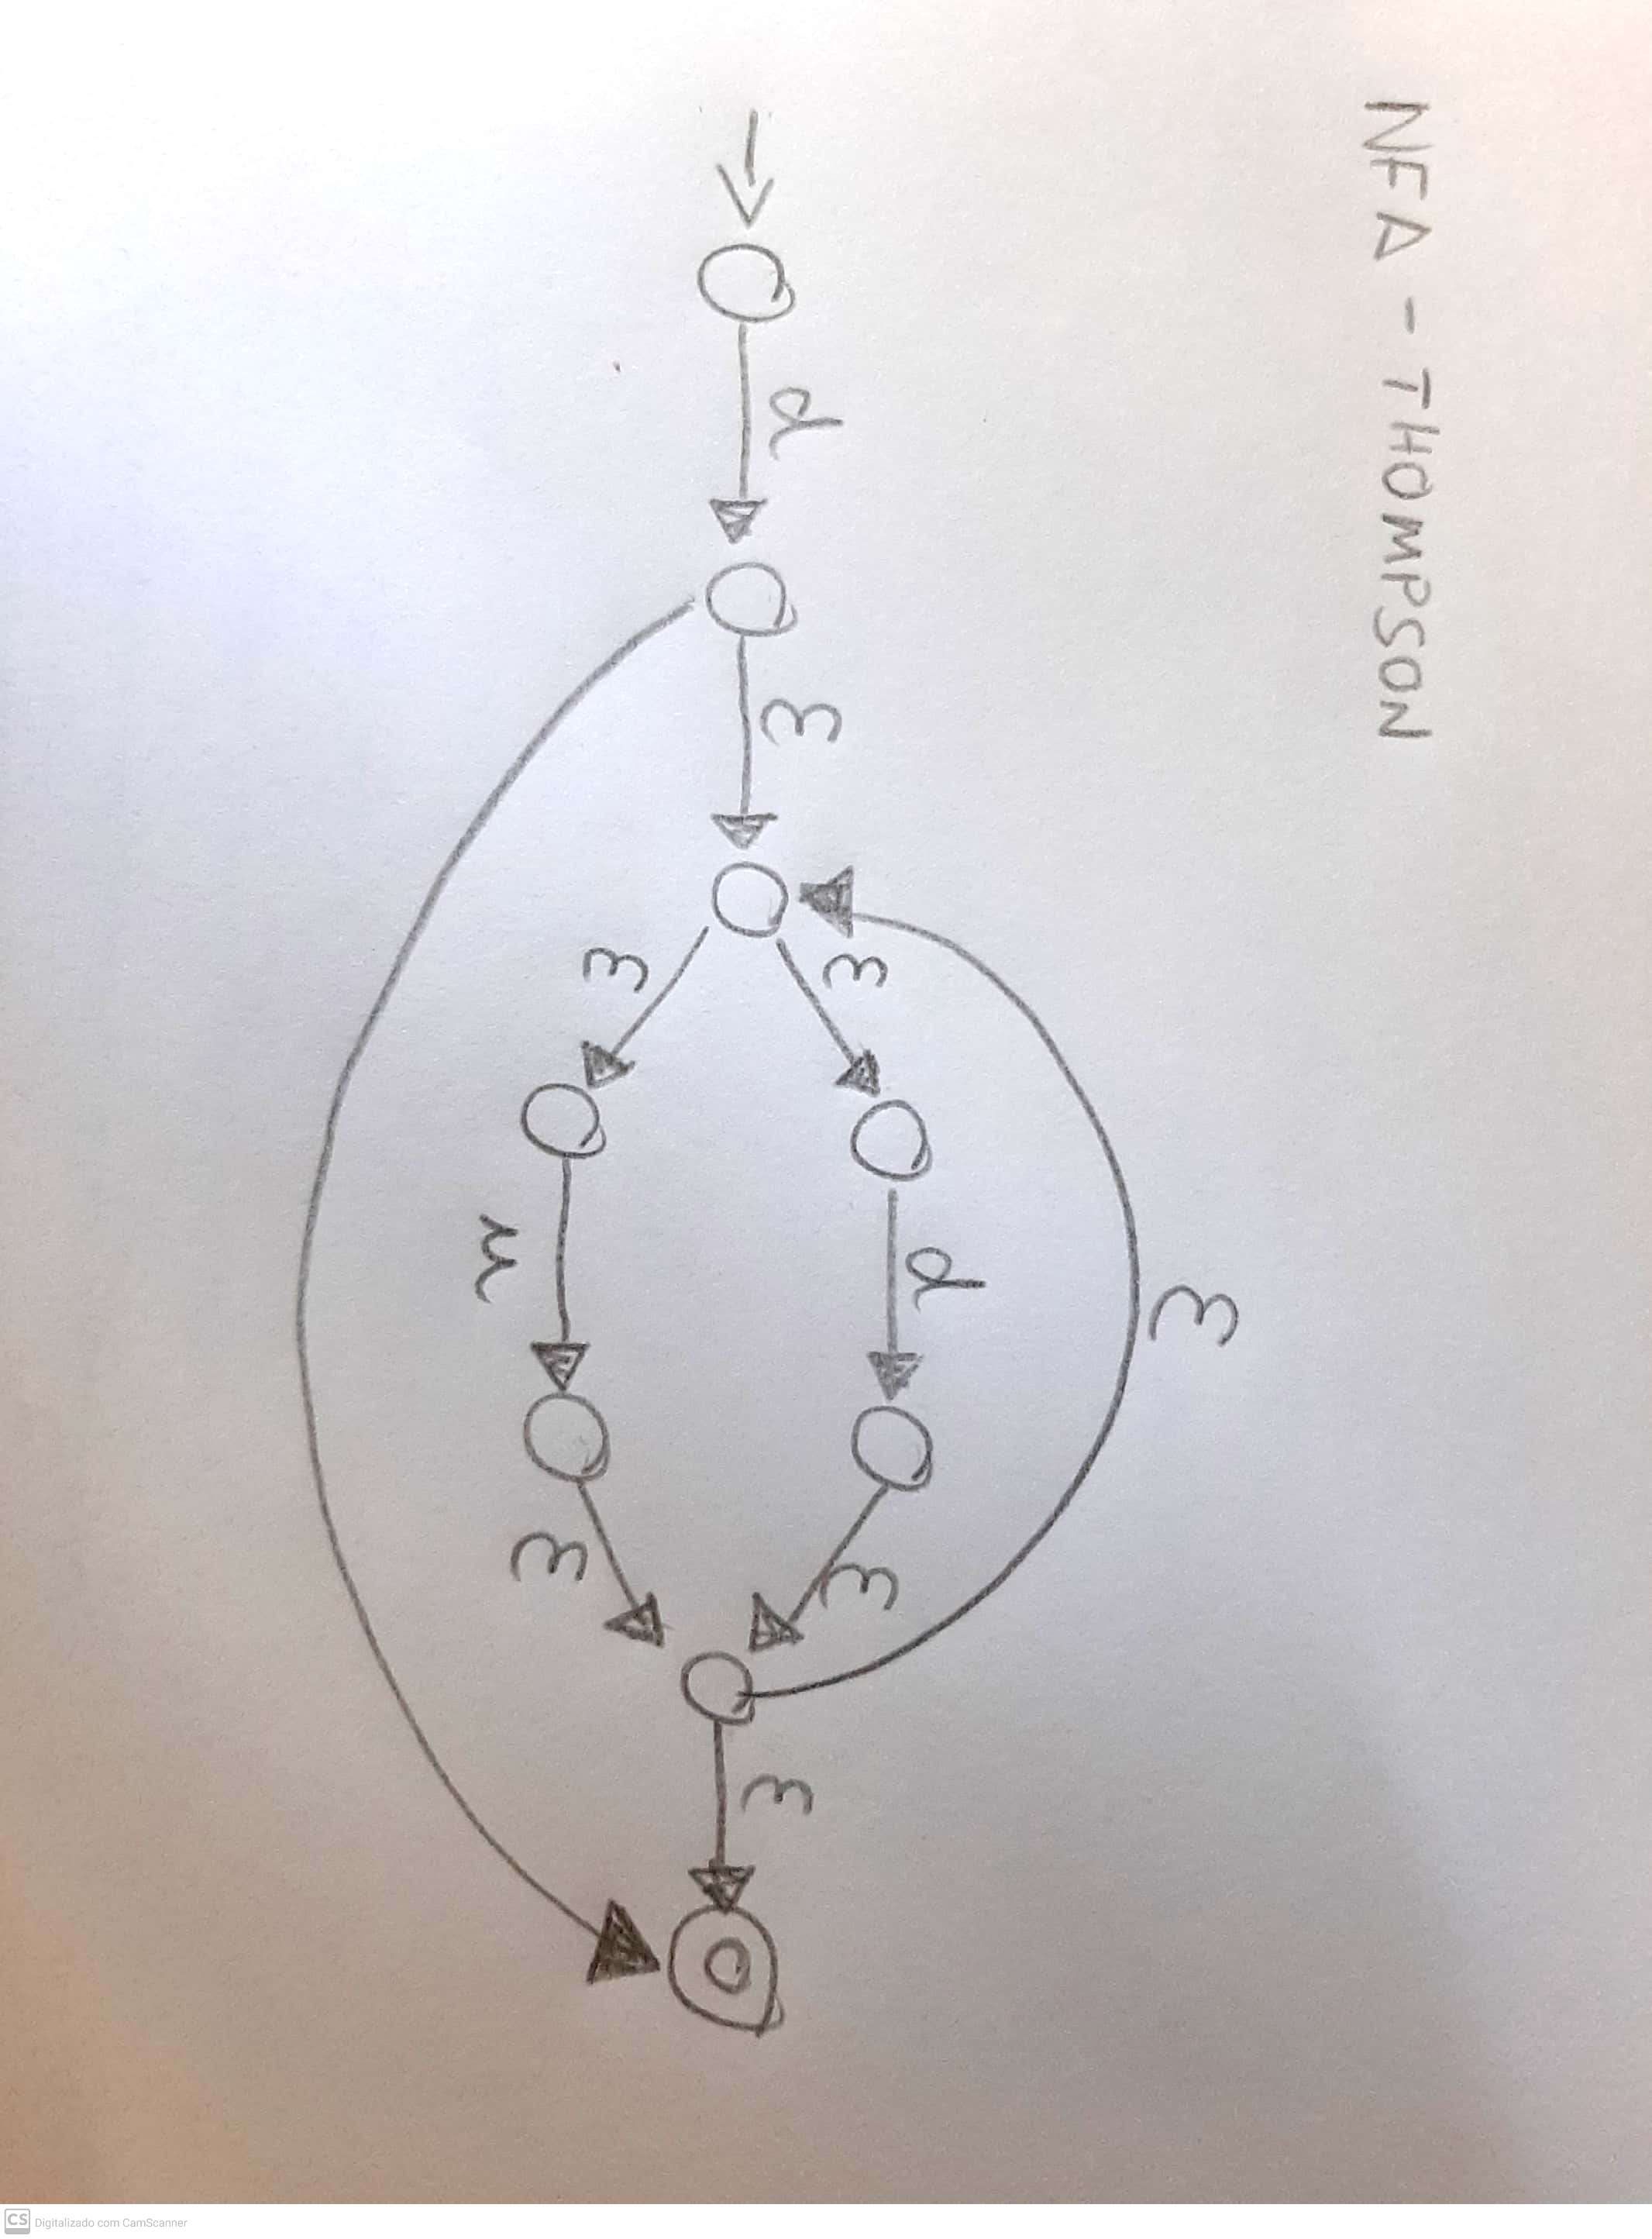 NFA - THOMPSON
ε
d
ε ε
d ε ε
ε ε
n
CS Digitalizado com CamScanner